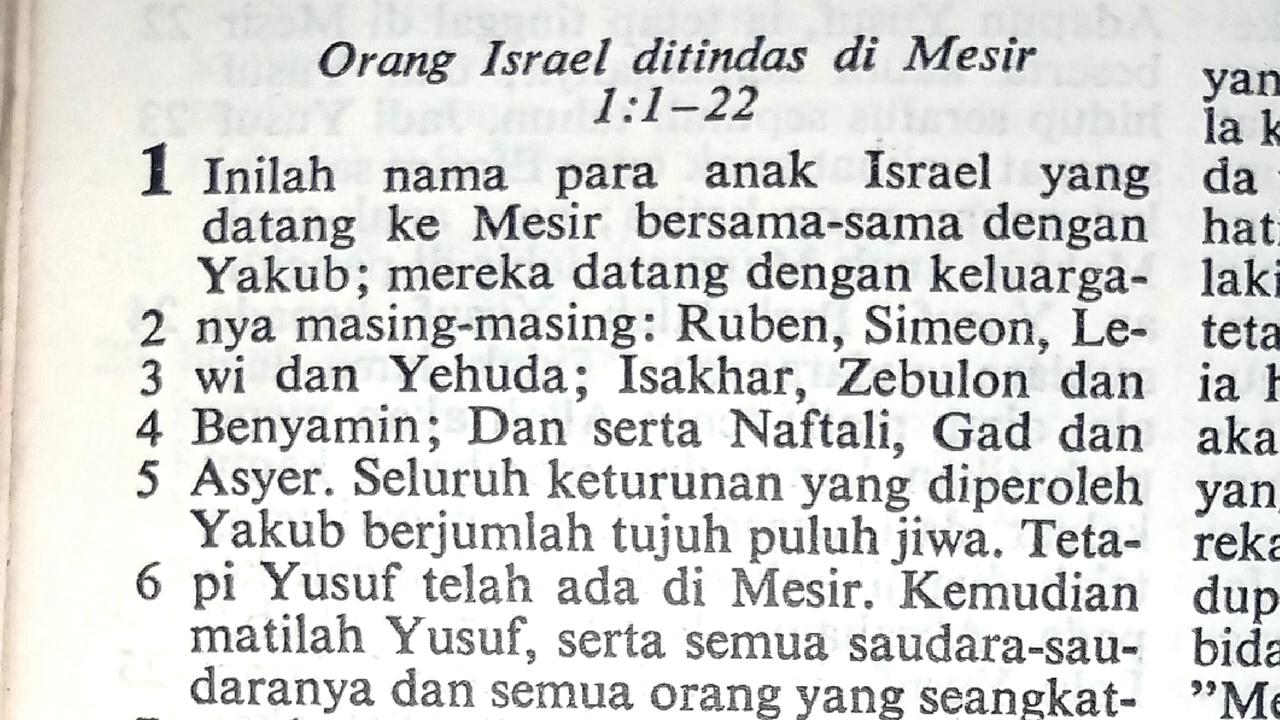 Orang Israel ditindas di Mesir
1:1–22
1 Inilah nama para anak Israel yang
datang ke Mesir bersama-sama dengan
Yakub; mereka datang dengan keluarga-
2 nya masing-masing: Ruben, Simeon, Le-
3 wi dan Yehuda; Isakhar, Zebulon dan
4 Benyamin; Dan serta Naftali, Gad dan
5 Asyer. Seluruh keturunan yang diperoleh
Yakub berjumlah tujuh puluh jiwa. Teta-
6 pi Yusuf telah ada di Mesir. Kemudian
matilah Yusuf, serta semua saudara-sau-
daranya dan semua orang yang seangkat-
la
da
ia